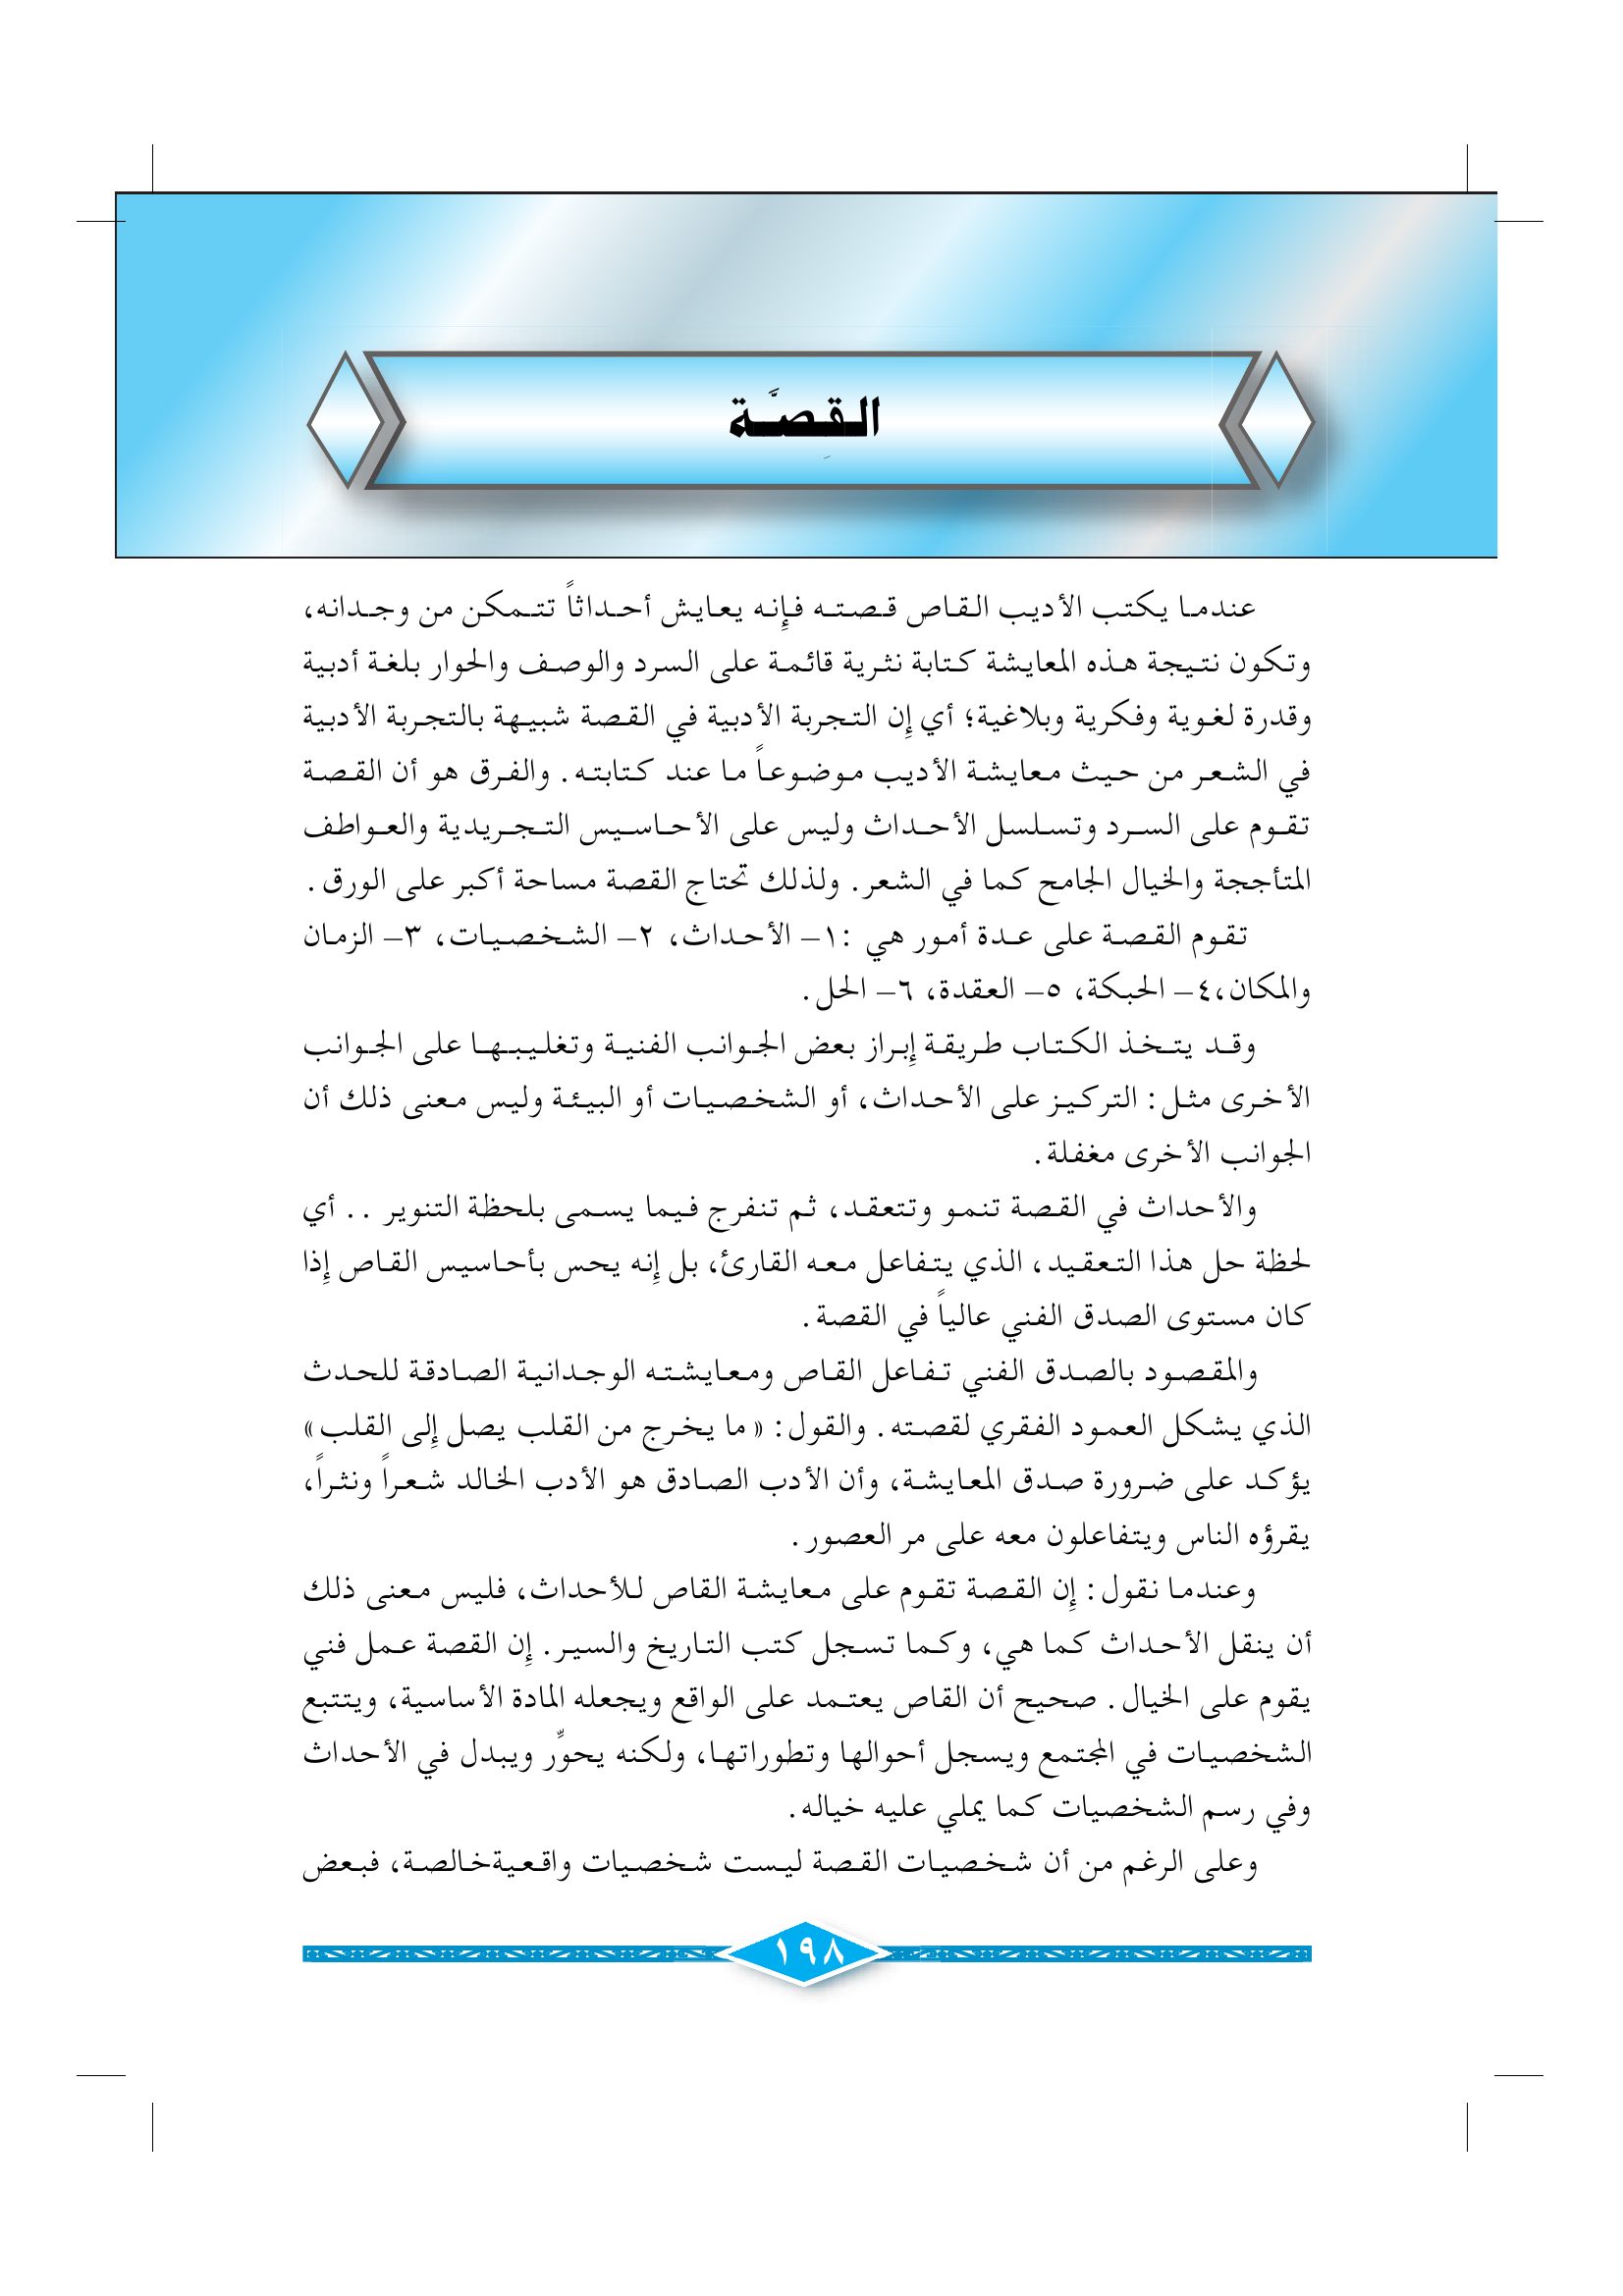 القِصَّة
عندما يكتب الأديب القاص قصته فإِنه يعايش أحداثاً تتمكن من وجدانه،
وتكون نتيجة هذه المعايشة كتابة نثرية قائمة على السرد والوصف والحوار بلغة أدبية
وقدرة لغوية وفكرية وبلاغية؛ أي إِن التجربة الأدبية في القصة شبيهة بالتجربة الأدبية
في الشعر من حيث معايشة الأديب موضوعاً ما عند كتابته. والفرق هو أن القصة
تقوم على السرد وتسلسل الأحداث وليس على الأحاسيس التجريدية والعواطف
المتأججة والخيال الجامح كما في الشعر. ولذلك تحتاج القصة مساحة أكبر على الورق.
تقوم القصة على عدة أمور هي :١– الأحداث، ٢– الشخصيات، ٣– الزمان
والمكان،٤– الحبكة، ٥– العقدة، ٦– الحل.
وقد يتخذ الكتاب طريقة إِبراز بعض الجوانب الفنية وتغليبها على الجوانب
الأخرى مثل: التركيز على الأحداث، أو الشخصيات أو البيئة وليس معنى ذلك أن
الجوانب الأخرى مغفلة.
والأحداث في القصة تنمو وتتعقد، ثم تنفرج فيما يسمى بلحظة التنوير .. أي
لحظة حل هذا التعقيد، الذي يتفاعل معه القارئ، بل إِنه يحس بأحاسيس القاص إِذا
كان مستوى الصدق الفني عالياً في القصة.
والمقصود بالصدق الفني تفاعل القاص ومعايشته الوجدانية الصادقة للحدث
الذي يشكل العمود الفقري لقصته. والقول: « ما يخرج من القلب يصل إِلى القلب»
يؤكد على ضرورة صدق المعايشة، وأن الأدب الصادق هو الأدب الخالد شعراً ونثراً،
يقرؤه الناس ويتفاعلون معه على مر العصور.
وعندما نقول: إِن القصة تقوم على معايشة القاص للأحداث، فليس معنى ذلك
أن ينقل الأحداث كما هي، وكما تسجل كتب التاريخ والسير. إِن القصة عمل فني
يقوم على الخيال. صحيح أن القاص يعتمد على الواقع ويجعله المادة الأساسية، ويتتبع
الشخصيات في المجتمع ويسجل أحوالها وتطوراتها، ولكنه يحوِّر ويبدل في الأحداث
وفي رسم الشخصيات كما يملي عليه خياله.
وعلى الرغم من أن شخصيات القصة ليست شخصيات واقعيةخالصة، فبعض
١٩٨